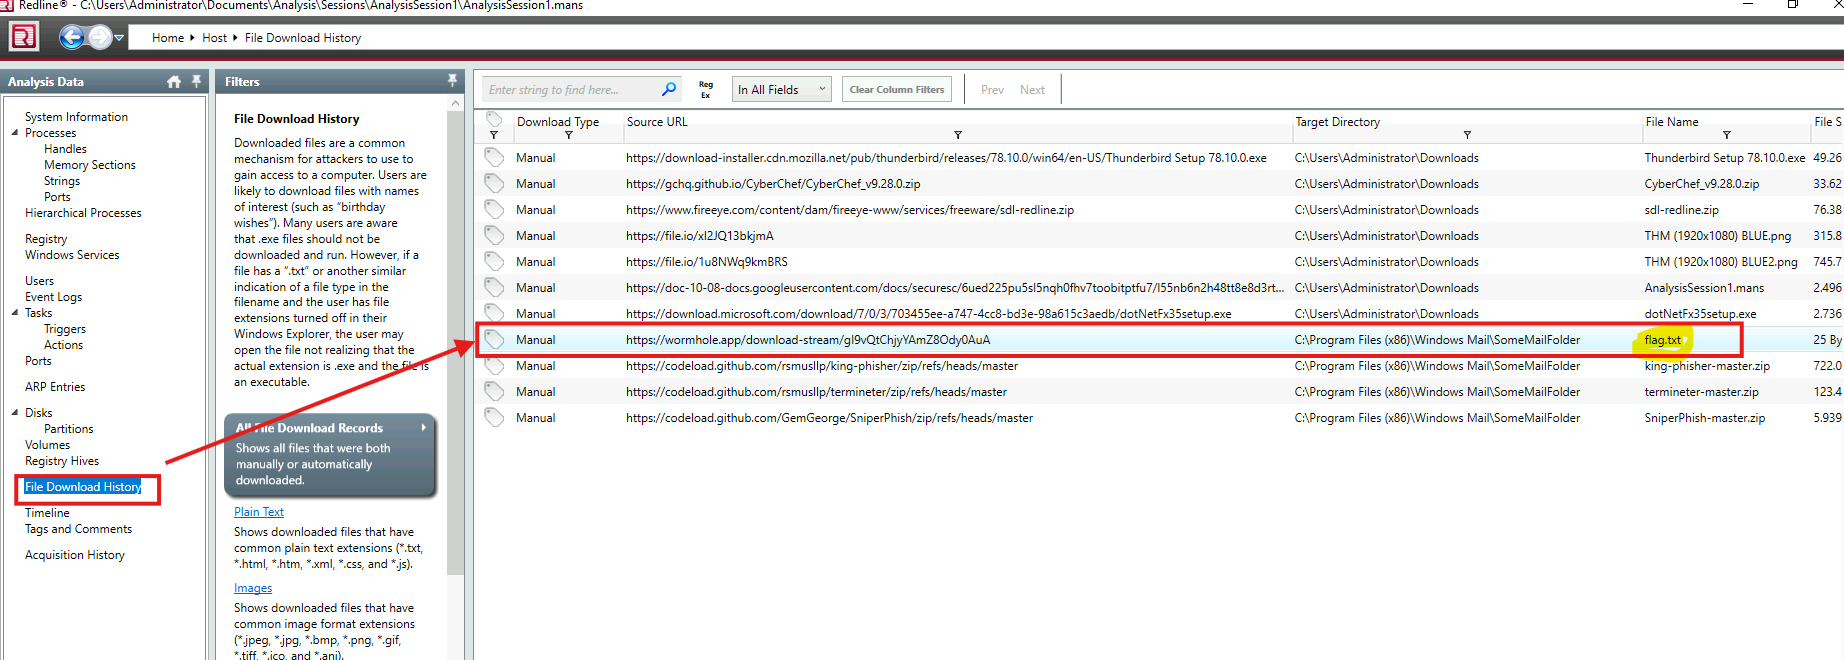 Redline® - C:\Users\Administrator\Documents\Analysis\Sessions\AnalysisSession1\AnalysisSession1.mans
Home ▸ Host ▸ File Download History
Analysis Data
System Information
Processes
Handles
Memory Sections
Strings
Ports
Hierarchical Processes
Registry
Windows Services
Users
Event Logs
Tasks
Triggers
Actions
Ports
ARP Entries
Disks
Partitions
Volumes
Registry Hives
File Download History
Timeline
Tags and Comments
Acquisition History
Filters
File Download History
Downloaded files are a common
mechanism for attackers to use to
gain access to a computer. Users are
likely to download files with names
of interest (such as “birthday
wishes”). Many users are aware
that .exe files should not be
downloaded and run. However, if a
file has a “.txt” or another similar
indication of a file type in the
filename and the user has file
extensions turned off in their
Windows Explorer, the user may
open the file not realizing that the
actual extension is .exe and the file is
an executable.
All File Download Records
Shows all files that were both
manually or automatically
downloaded.
Plain Text
Shows downloaded files that have
common plain text extensions (*.txt,
*.html, *.htm, *.xml, *.css, and *.js).
Images
Shows downloaded files that have
common image format extensions
(*.jpeg, *.jpg, *.bmp, *.png, *.gif,
*.tiff, *.ico, and *.ani).
Enter string to find here... Reg Ex In All Fields Clear Column Filters Prev Next
Download Type Source URL Target Directory File Name File S
Manual https://download-installer.cdn.mozilla.net/pub/thunderbird/releases/78.10.0/win64/en-US/Thunderbird Setup 78.10.0.exe C:\Users\Administrator\Downloads Thunderbird Setup 78.10.0.exe 49.26
Manual https://gchq.github.io/CyberChef/CyberChef_v9.28.0.zip C:\Users\Administrator\Downloads CyberChef_v9.28.0.zip 33.62
Manual https://www.fireeye.com/content/dam/fireeye-www/services/freeware/sdl-redline.zip C:\Users\Administrator\Downloads sdl-redline.zip 76.38
Manual https://file.io/xI2JQ13bkjmA C:\Users\Administrator\Downloads THM (1920x1080) BLUE.png 315.8
Manual https://file.io/1u8NWq9kmBRS C:\Users\Administrator\Downloads THM (1920x1080) BLUE2.png 745.7
Manual https://doc-10-08-docs.googleusercontent.com/docs/securesc/6ued225pu5sl5nqh0fhv7toobitptfu7/l55nb6n2h48tt8e8d3rt... C:\Users\Administrator\Downloads AnalysisSession1.mans 2.496
Manual https://download.microsoft.com/download/7/0/3/703455ee-a747-4cc8-bd3e-98a615c3aedb/dotNetFx35setup.exe C:\Users\Administrator\Downloads dotNetFx35setup.exe 2.736
Manual https://wormhole.app/download-stream/gI9vQtChjyYAmZ8Ody0AuA C:\Program Files (x86)\Windows Mail\SomeMailFolder flag.txt 25 By
Manual https://codeload.github.com/rsmusllp/king-phisher/zip/refs/heads/master C:\Program Files (x86)\Windows Mail\SomeMailFolder king-phisher-master.zip 722.0
Manual https://codeload.github.com/rsmusllp/termineter/zip/refs/heads/master C:\Program Files (x86)\Windows Mail\SomeMailFolder termineter-master.zip 123.4
Manual https://codeload.github.com/GemGeorge/SniperPhish/zip/refs/heads/master C:\Program Files (x86)\Windows Mail\SomeMailFolder SniperPhish-master.zip 5.939